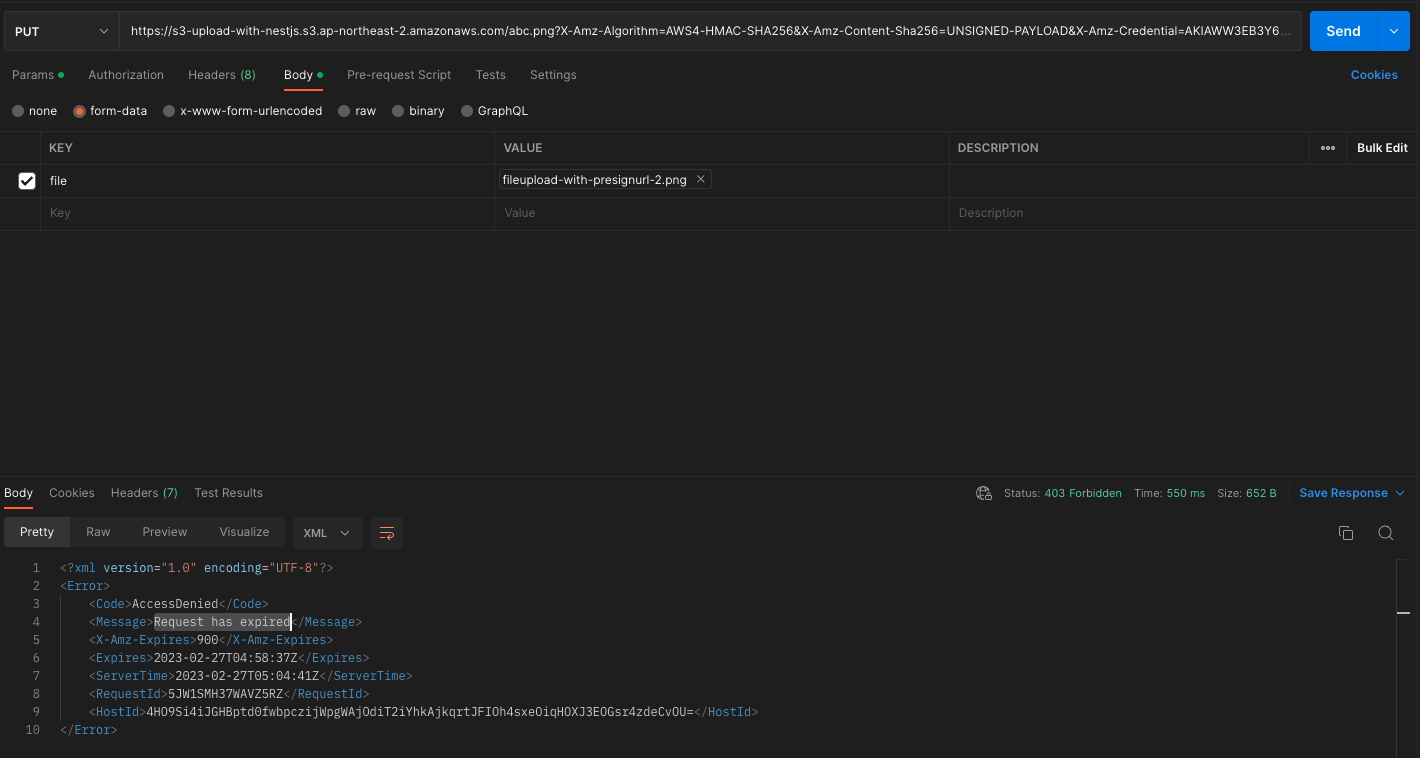 PUT https://s3-upload-with-nestjs.s3.ap-northeast-2.amazonaws.com/abc.png?X-Amz-Algorithm=AWS4-HMAC-SHA256&X-Amz-Content-Sha256=UNSIGNED-PAYLOAD&X-Amz-Credential=AKIAWW3EB3Y6... Send
Params Authorization Headers (8) Body Pre-request Script Tests Settings Cookies
none form-data x-www-form-urlencoded raw binary GraphQL
KEY VALUE DESCRIPTION ooo Bulk Edit
file fileupload-with-presignurl-2.png ×
Key Value Description
Body Cookies Headers (7) Test Results Status: 403 Forbidden Time: 550 ms Size: 652 B Save Response
Pretty Raw Preview Visualize XML
1 <?xml version="1.0" encoding="UTF-8"?>
2 <Error>
3 <Code>AccessDenied</Code>
4 <Message>Request has expired</Message>
5 <X-Amz-Expires>900</X-Amz-Expires>
6 <Expires>2023-02-27T04:58:37Z</Expires>
7 <ServerTime>2023-02-27T05:04:41Z</ServerTime>
8 <RequestId>5JW1SMH37WAVZ5RZ</RequestId>
9 <HostId>4HO9Si4iJGHBptd0fwbpczijWpgWAjOdiT2iYhkAjkqrtJFIOh4sxeOiqHOXJ3EOGsr4zdeCvOU=</HostId>
10 </Error>